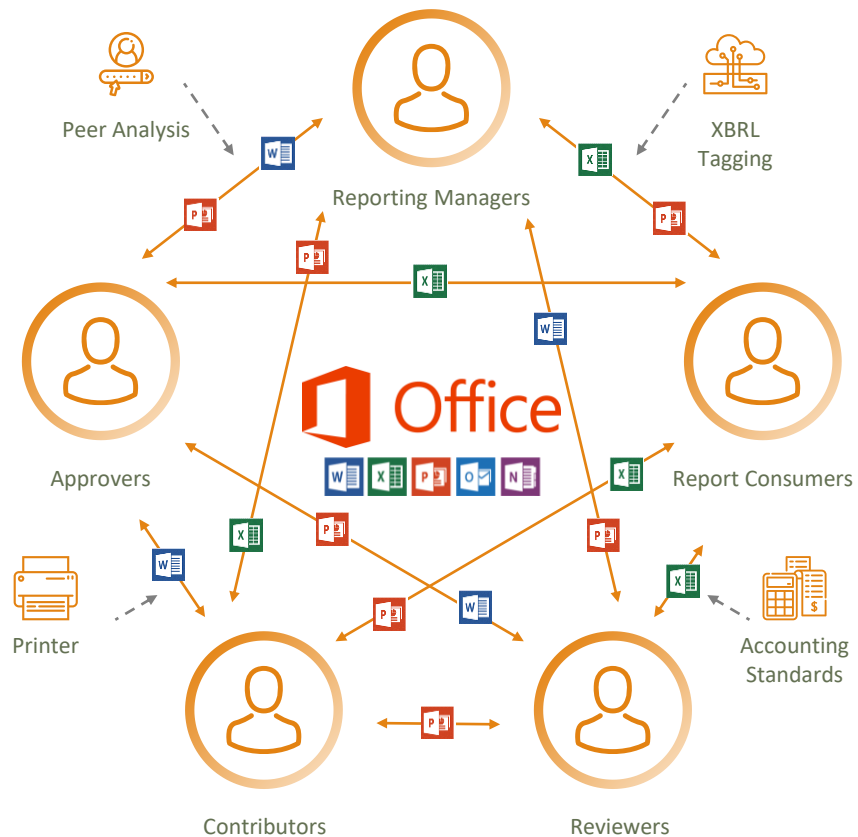 Peer Analysis
XBRL
Tagging
W
X
Reporting Managers
P
P
P
X
W
Office
W
X
P
O
N
Approvers
X
Report Consumers
P
X
P
W
X
P
W
Printer
Accounting
Standards
P
Contributors
Reviewers
$